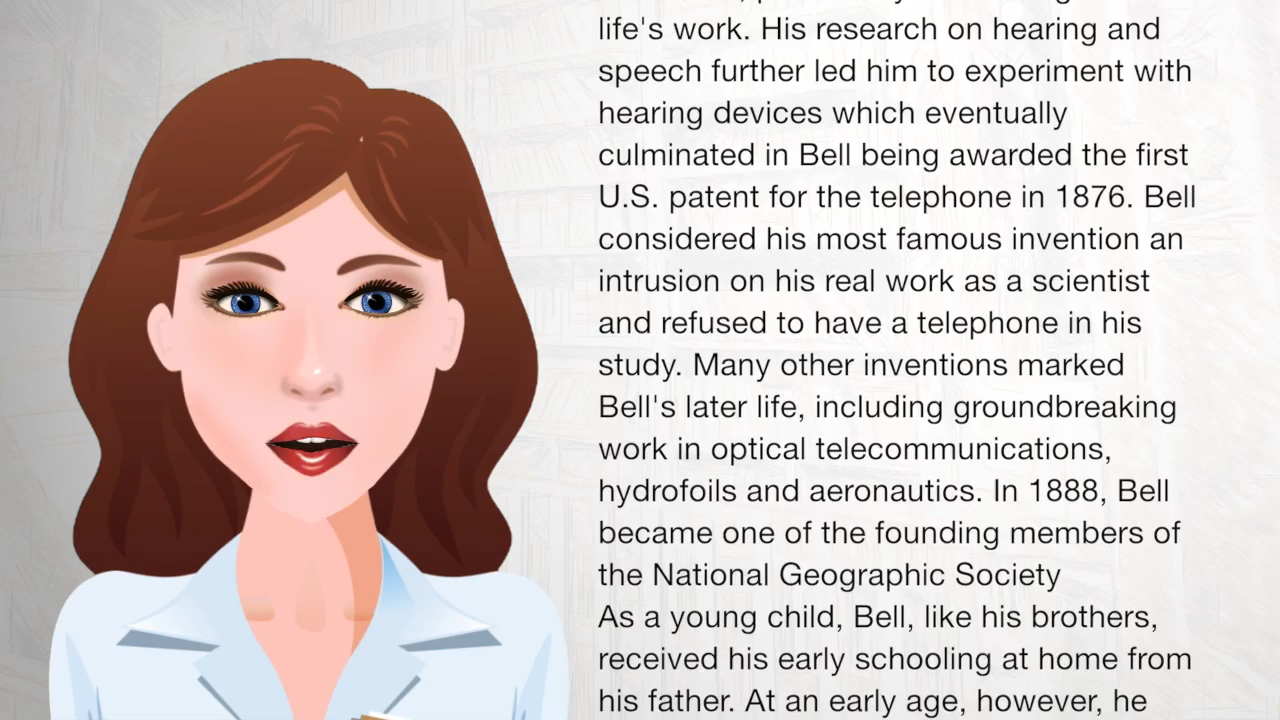 life's work. His research on hearing and
speech further led him to experiment with
hearing devices which eventually
culminated in Bell being awarded the first
U.S. patent for the telephone in 1876. Bell
considered his most famous invention an
intrusion on his real work as a scientist
and refused to have a telephone in his
study. Many other inventions marked
Bell's later life, including groundbreaking
work in optical telecommunications,
hydrofoils and aeronautics. In 1888, Bell
became one of the founding members of
the National Geographic Society
As a young child, Bell, like his brothers,
received his early schooling at home from
his father. At an early age, however, he